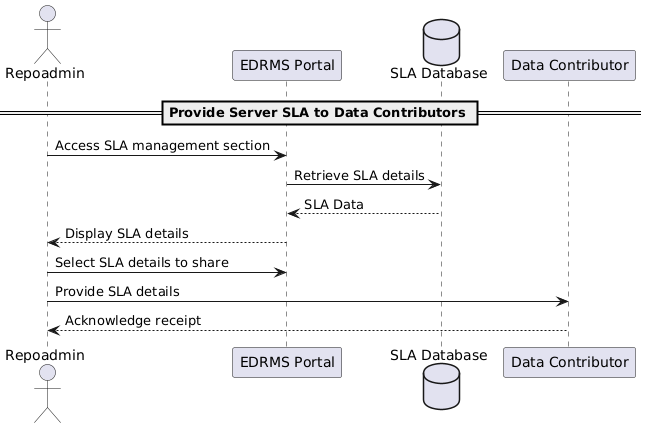 Repoadmin
EDRMS Portal
SLA Database
Data Contributor
Provide Server SLA to Data Contributors
Access SLA management section
Retrieve SLA details
SLA Data
Display SLA details
Select SLA details to share
Provide SLA details
Acknowledge receipt
Repoadmin
EDRMS Portal
SLA Database
Data Contributor